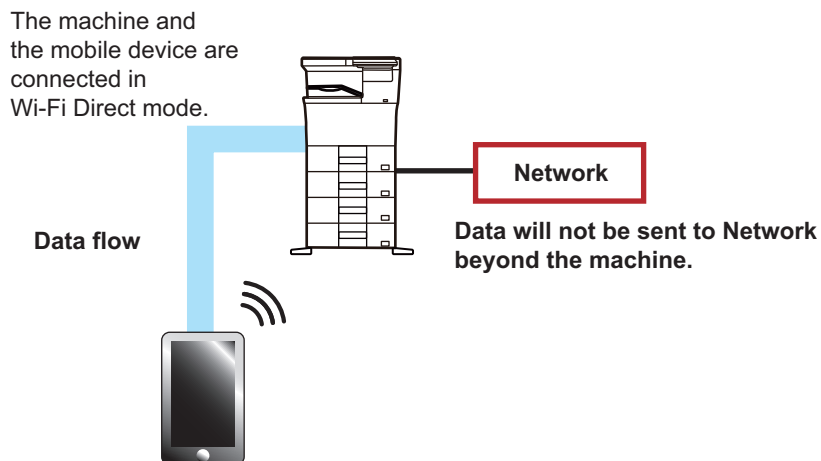 The machine and
the mobile device are
connected in
Wi-Fi Direct mode.
Network
Data flow
Data will not be sent to Network
beyond the machine.